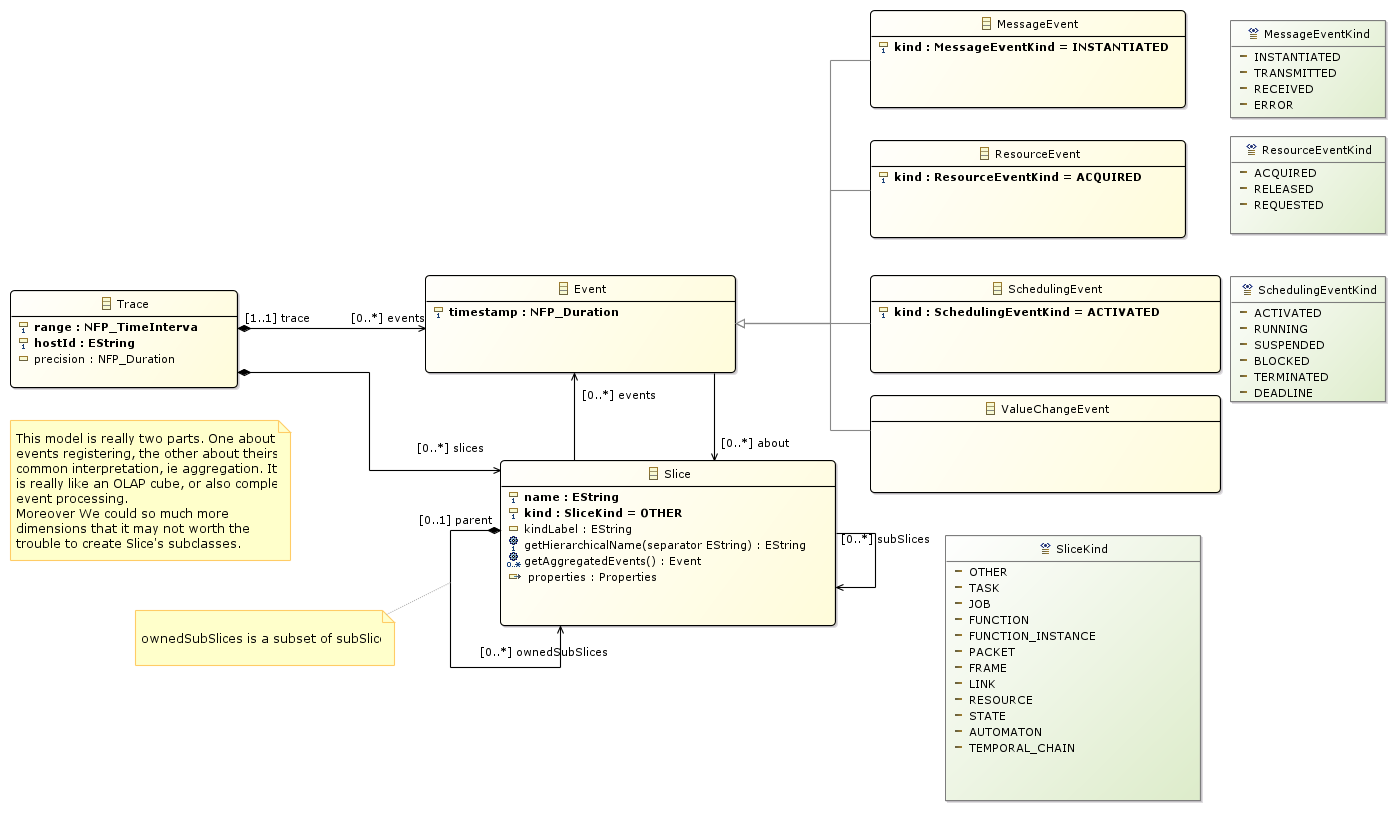 MessageEvent
kind : MessageEventKind = INSTANTIATED
MessageEventKind
INSTANTIATED
TRANSMITTED
RECEIVED
ERROR
ResourceEvent
kind : ResourceEventKind = ACQUIRED
ResourceEventKind
ACQUIRED
RELEASED
REQUESTED
Trace
range : NFP_TimeInterva
hostId : EString
precision : NFP_Duration
[1..1] trace
[0..*] events
Event
timestamp : NFP_Duration
SchedulingEvent
kind : SchedulingEventKind = ACTIVATED
SchedulingEventKind
ACTIVATED
RUNNING
SUSPENDED
BLOCKED
TERMINATED
DEADLINE
ValueChangeEvent
[0..*] events
[0..*] about
[0..*] slices
This model is really two parts. One about
events registering, the other about theirs
common interpretation, ie aggregation. It
is really like an OLAP cube, or also comple
event processing.
Moreover We could so much more
dimensions that it may not worth the
trouble to create Slice's subclasses.
Slice
name : EString
kind : SliceKind = OTHER
kindLabel : EString
getHierarchicalName(separator EString) : EString
getAggregatedEvents() : Event
properties : Properties
[0..1] parent
[0..*] subSlices
[0..*] ownedSubSlices
ownedSubSlices is a subset of subSlic
SliceKind
OTHER
TASK
JOB
FUNCTION
FUNCTION_INSTANCE
PACKET
FRAME
LINK
RESOURCE
STATE
AUTOMATON
TEMPORAL_CHAIN